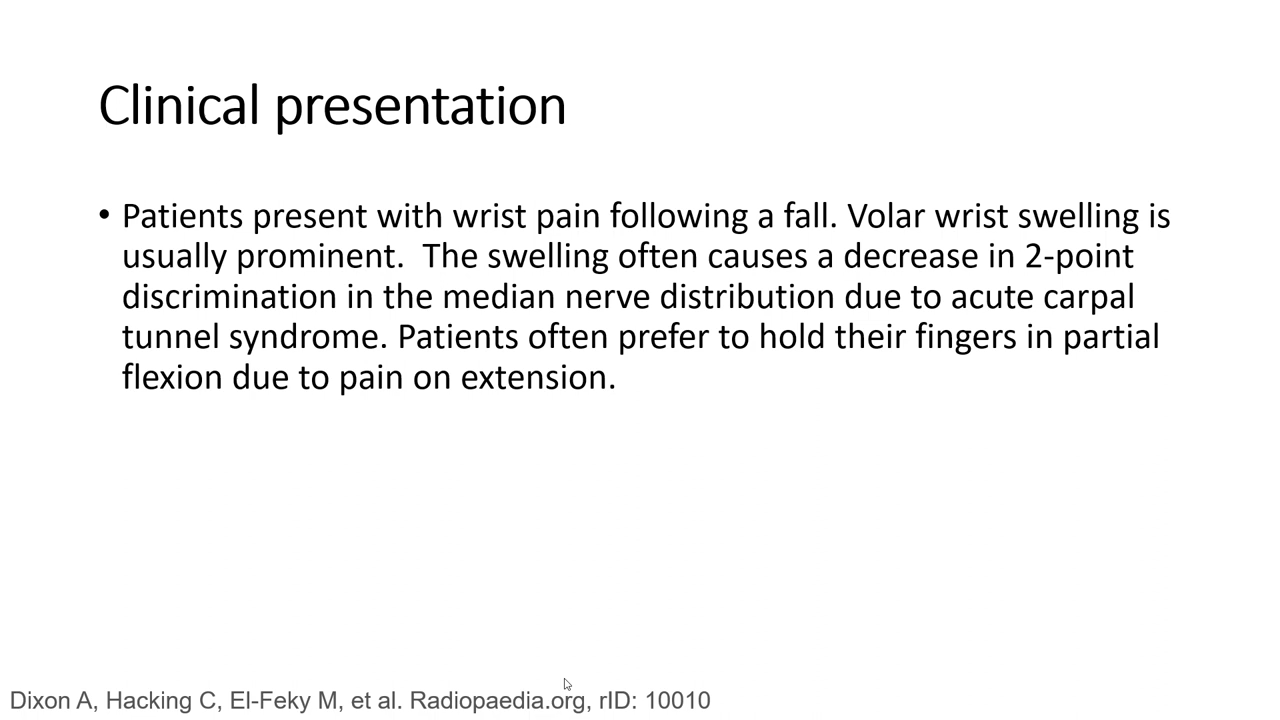 Clinical presentation
• Patients present with wrist pain following a fall. Volar wrist swelling is
usually prominent.  The swelling often causes a decrease in 2-point
discrimination in the median nerve distribution due to acute carpal
tunnel syndrome. Patients often prefer to hold their fingers in partial
flexion due to pain on extension.
Dixon A, Hacking C, El-Feky M, et al. Radiopaedia.org, rID: 10010